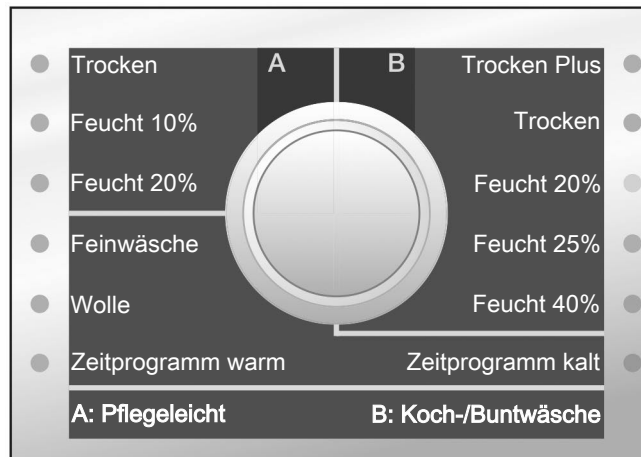 A B
Trocken Trocken Plus
Feucht 10% Trocken
Feucht 20% Feucht 20%
Feinwäsche Feucht 25%
Wolle Feucht 40%
Zeitprogramm warm Zeitprogramm kalt
A: Pflegeleicht B: Koch-/Buntwäsche